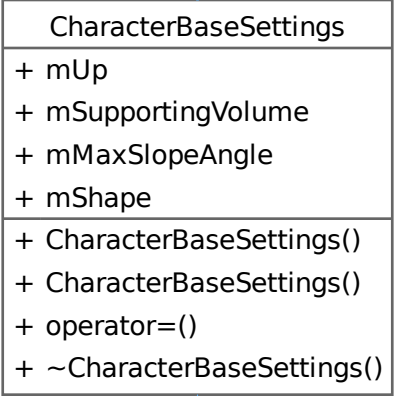 CharacterBaseSettings
+ mUp
+ mSupportingVolume
+ mMaxSlopeAngle
+ mShape
+ CharacterBaseSettings()
+ CharacterBaseSettings()
+ operator=()
+ ~CharacterBaseSettings()